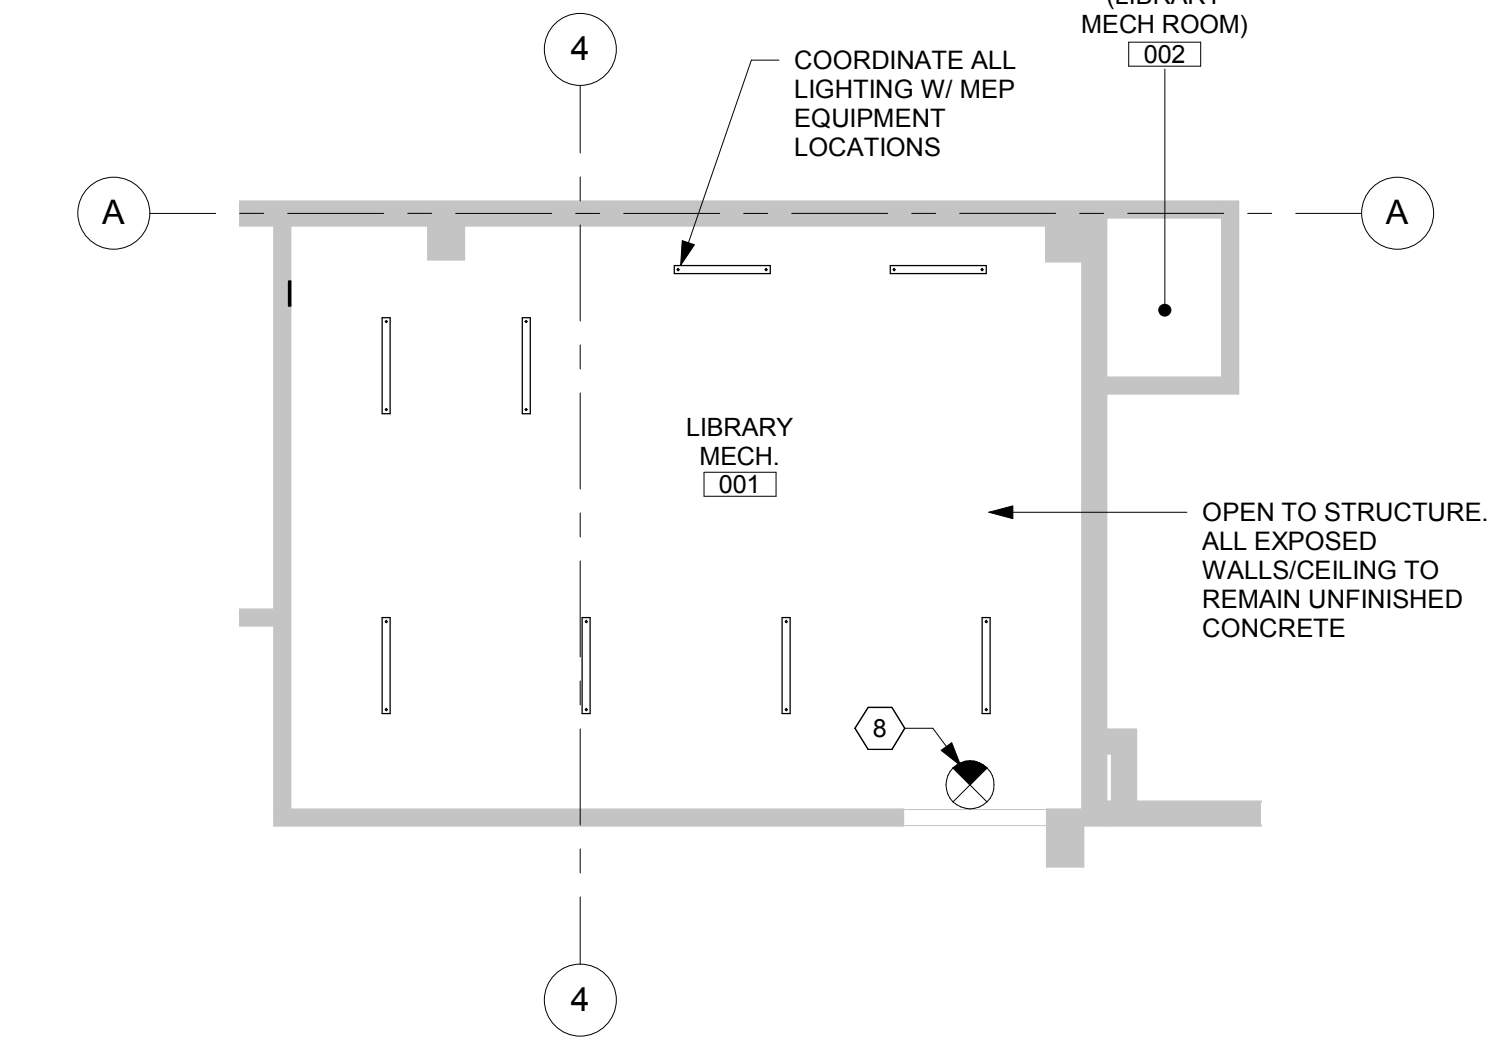 (LIBRARY
MECH ROOM)
002
4
COORDINATE ALL
LIGHTING W/ MEP
EQUIPMENT
LOCATIONS
A
A
LIBRARY
MECH.
001
OPEN TO STRUCTURE.
ALL EXPOSED
WALLS/CEILING TO
REMAIN UNFINISHED
CONCRETE
8
4